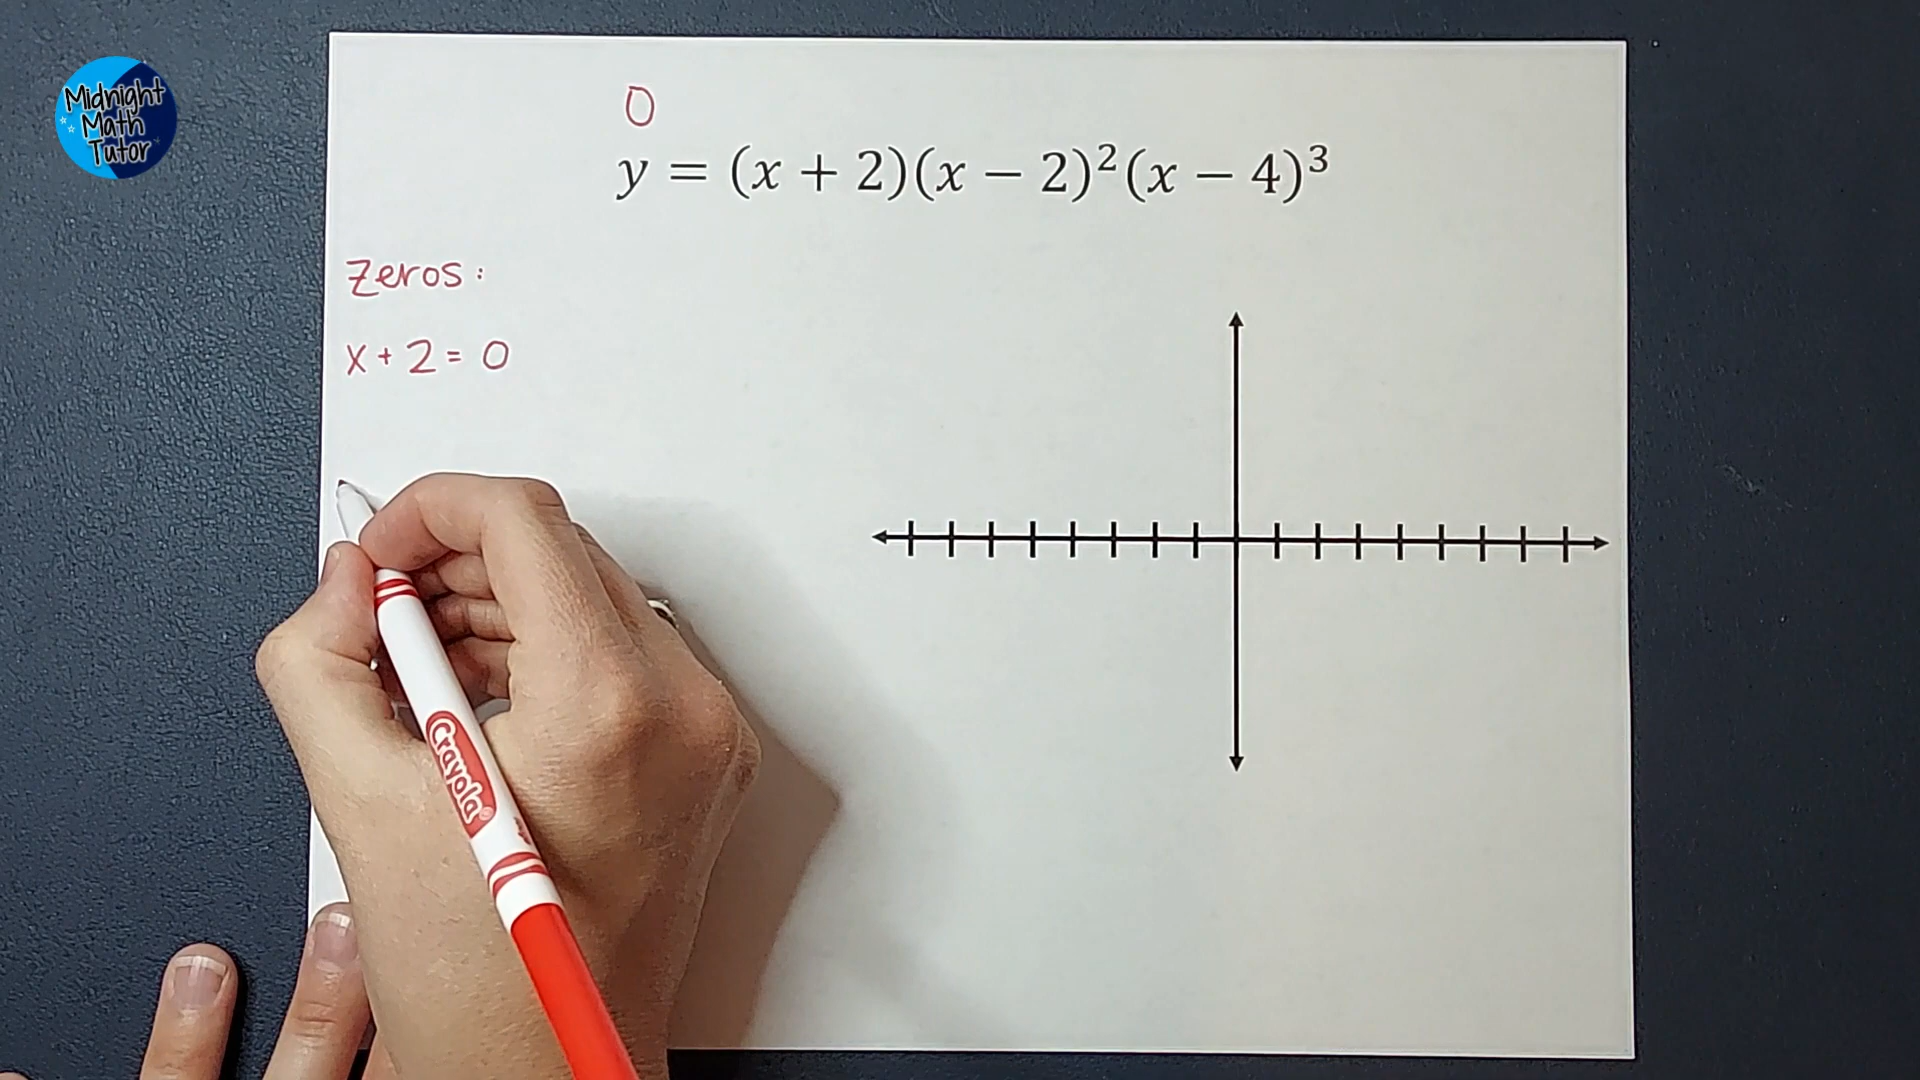 Midnight
Math
Tutor
0
y = (x + 2)(x − 2)²(x − 4)³
Zeros:
x + 2 = 0
Crayola®